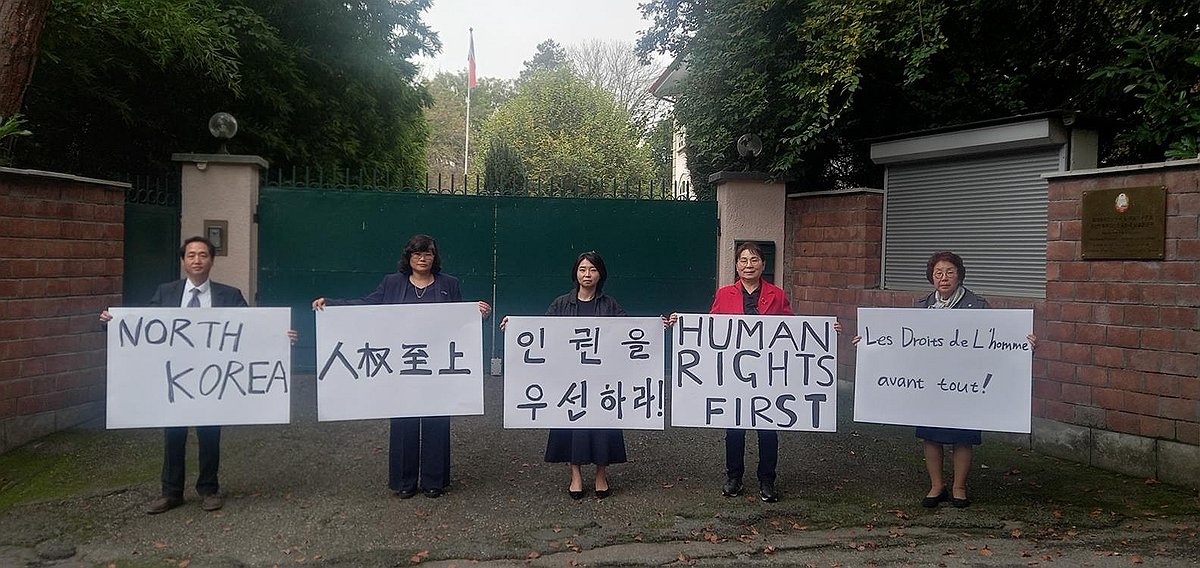 NORTH
KOREA
人权至上
인권을
우선하라!
HUMAN
RIGHTS
FIRST
Les Droits de L'homme
avant tout!